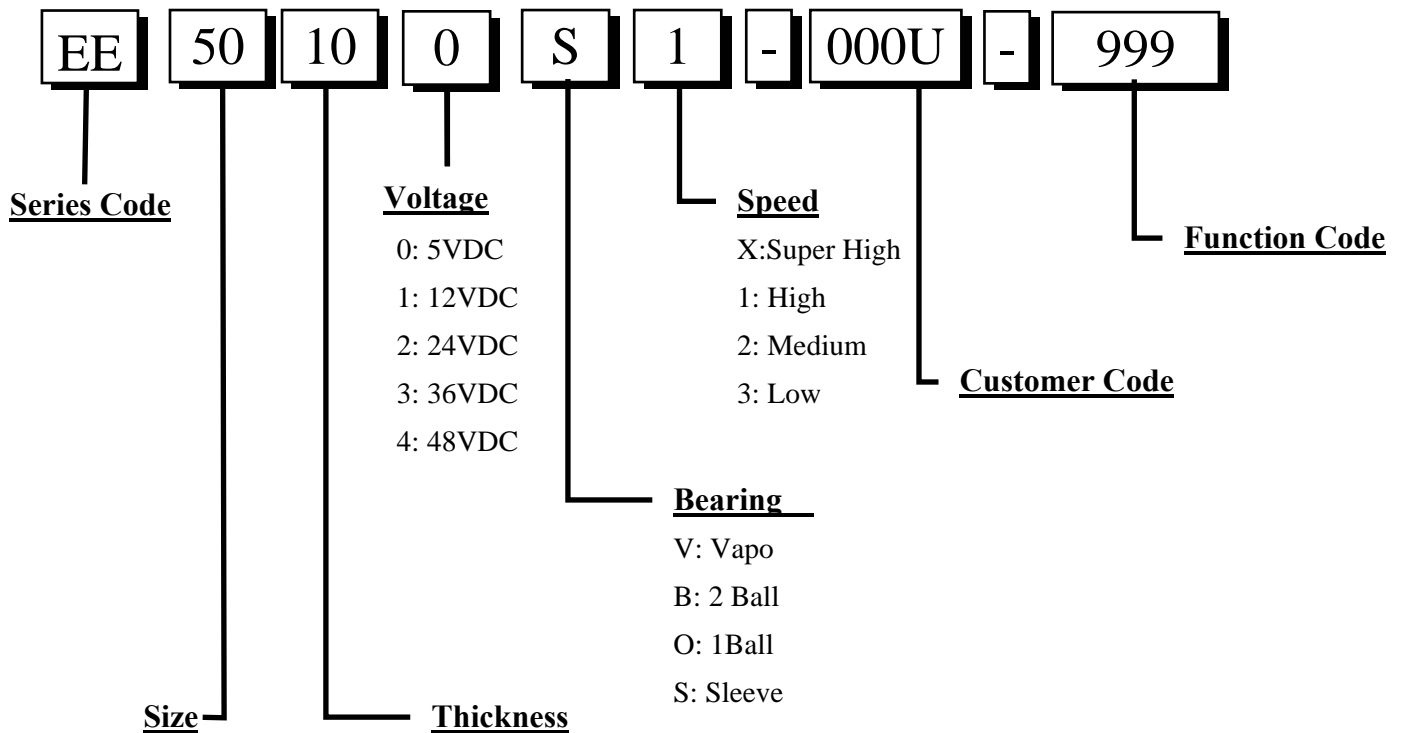 EE 50 10 0 S 1 - 000U - 999
Series Code
Voltage
0: 5VDC
1: 12VDC
2: 24VDC
3: 36VDC
4: 48VDC
Speed
X:Super High
1: High
2: Medium
3: Low
Function Code
Customer Code
Bearing
V: Vapo
B: 2 Ball
O: 1Ball
S: Sleeve
Size
Thickness